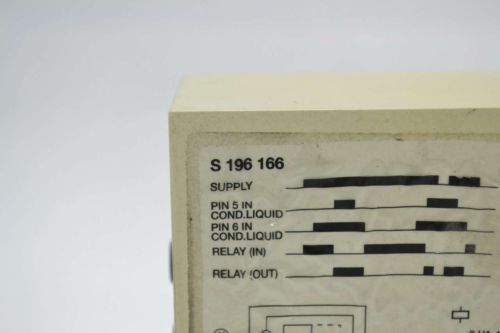 S 196 166
SUPPLY
PIN 5 IN
COND.LIQUID
PIN 6 IN
COND.LIQUID
RELAY (IN)
RELAY (OUT)